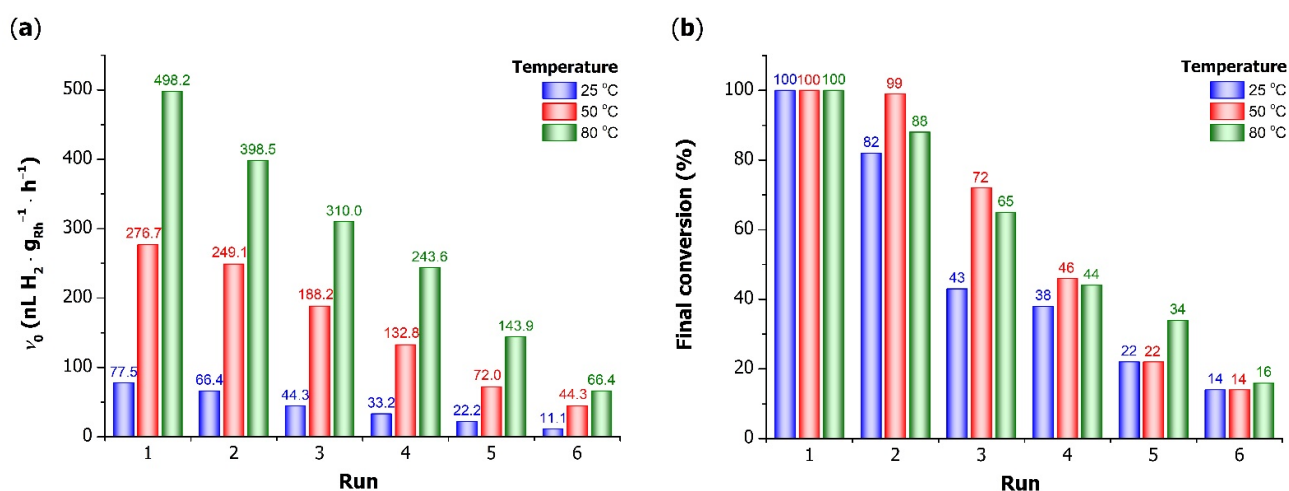 (a)
Temperature
25 °C
50 °C
80 °C
ν₀ (nL H₂ · gRh⁻¹ · h⁻¹)
500
400
300
200
100
0
77.5
276.7
498.2
66.4
249.1
398.5
44.3
188.2
310.0
33.2
132.8
243.6
22.2
72.0
143.9
11.1
44.3
66.4
1 2 3 4 5 6
Run
(b)
Temperature
25 °C
50 °C
80 °C
Final conversion (%)
100
80
60
40
20
0
100 100 100
82
99
88
43
72
65
38
46
44
22
22
34
14
14
16
1 2 3 4 5 6
Run